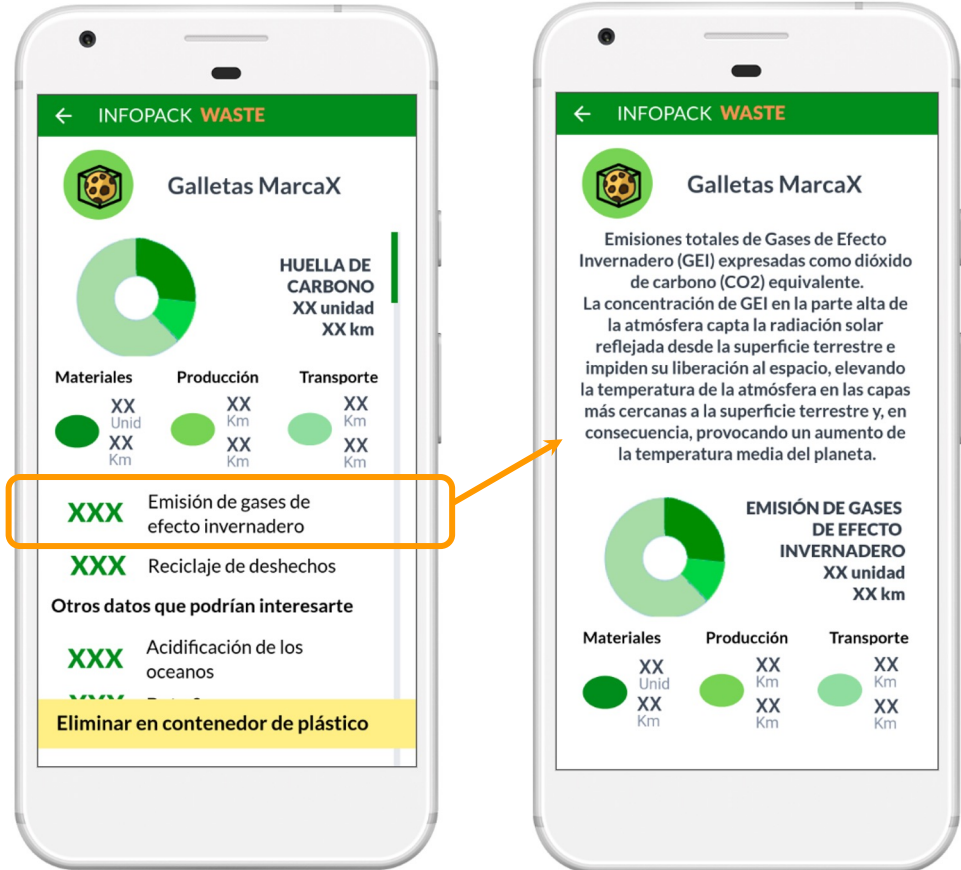 INFOPACK WASTE
Galletas MarcaX
HUELLA DE
CARBONO
XX unidad
XX km
Materiales
Producción
Transporte
XX
Unid
XX
Km
XX
Km
XX
Km
XX
Km
XX
Km
XXX
Emisión de gases de
efecto invernadero
XXX
Reciclaje de deshechos
Otros datos que podrían interesarte
XXX
Acidificación de los
oceanos
Eliminar en contenedor de plástico
INFOPACK WASTE
Galletas MarcaX
Emisiones totales de Gases de Efecto
Invernadero (GEI) expresadas como dióxido
de carbono (CO2) equivalente.
La concentración de GEI en la parte alta de
la atmósfera capta la radiación solar
reflejada desde la superficie terrestre e
impiden su liberación al espacio, elevando
la temperatura de la atmósfera en las capas
más cercanas a la superficie terrestre y, en
consecuencia, provocando un aumento de
la temperatura media del planeta.
EMISIÓN DE GASES
DE EFECTO
INVERNADERO
XX unidad
XX km
Materiales
Producción
Transporte
XX
Unid
XX
Km
XX
Km
XX
Km
XX
Km
XX
Km